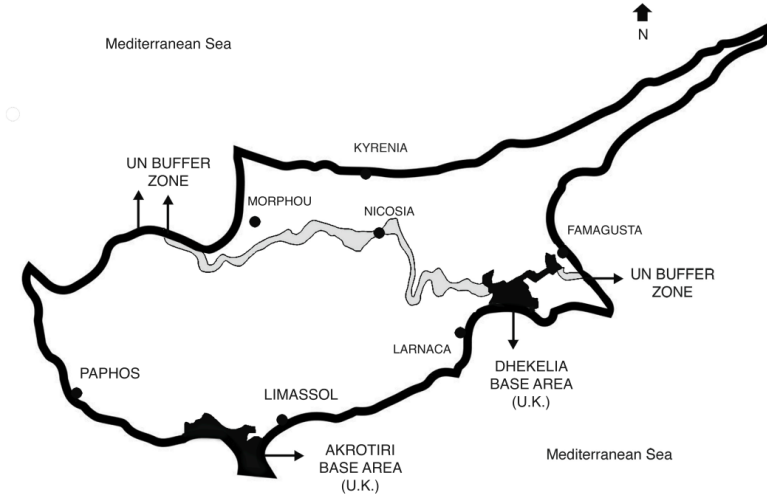 N
Mediterranean Sea
KYRENIA
UN BUFFER
ZONE
MORPHOU
NICOSIA
FAMAGUSTA
UN BUFFER
ZONE
LARNACA
DHEKELIA
BASE AREA
(U.K.)
PAPHOS
LIMASSOL
AKROTIRI
BASE AREA
(U.K.)
Mediterranean Sea